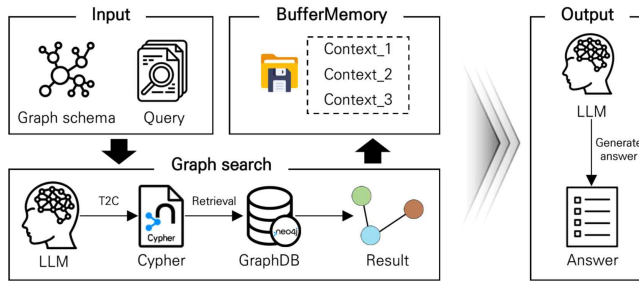 Input
Graph schema
Query
BufferMemory
Context_1
Context_2
Context_3
Graph search
LLM
T2C
Cypher
Cypher
Retrieval
neo4j
GraphDB
Result
Output
LLM
Generate
answer
Answer